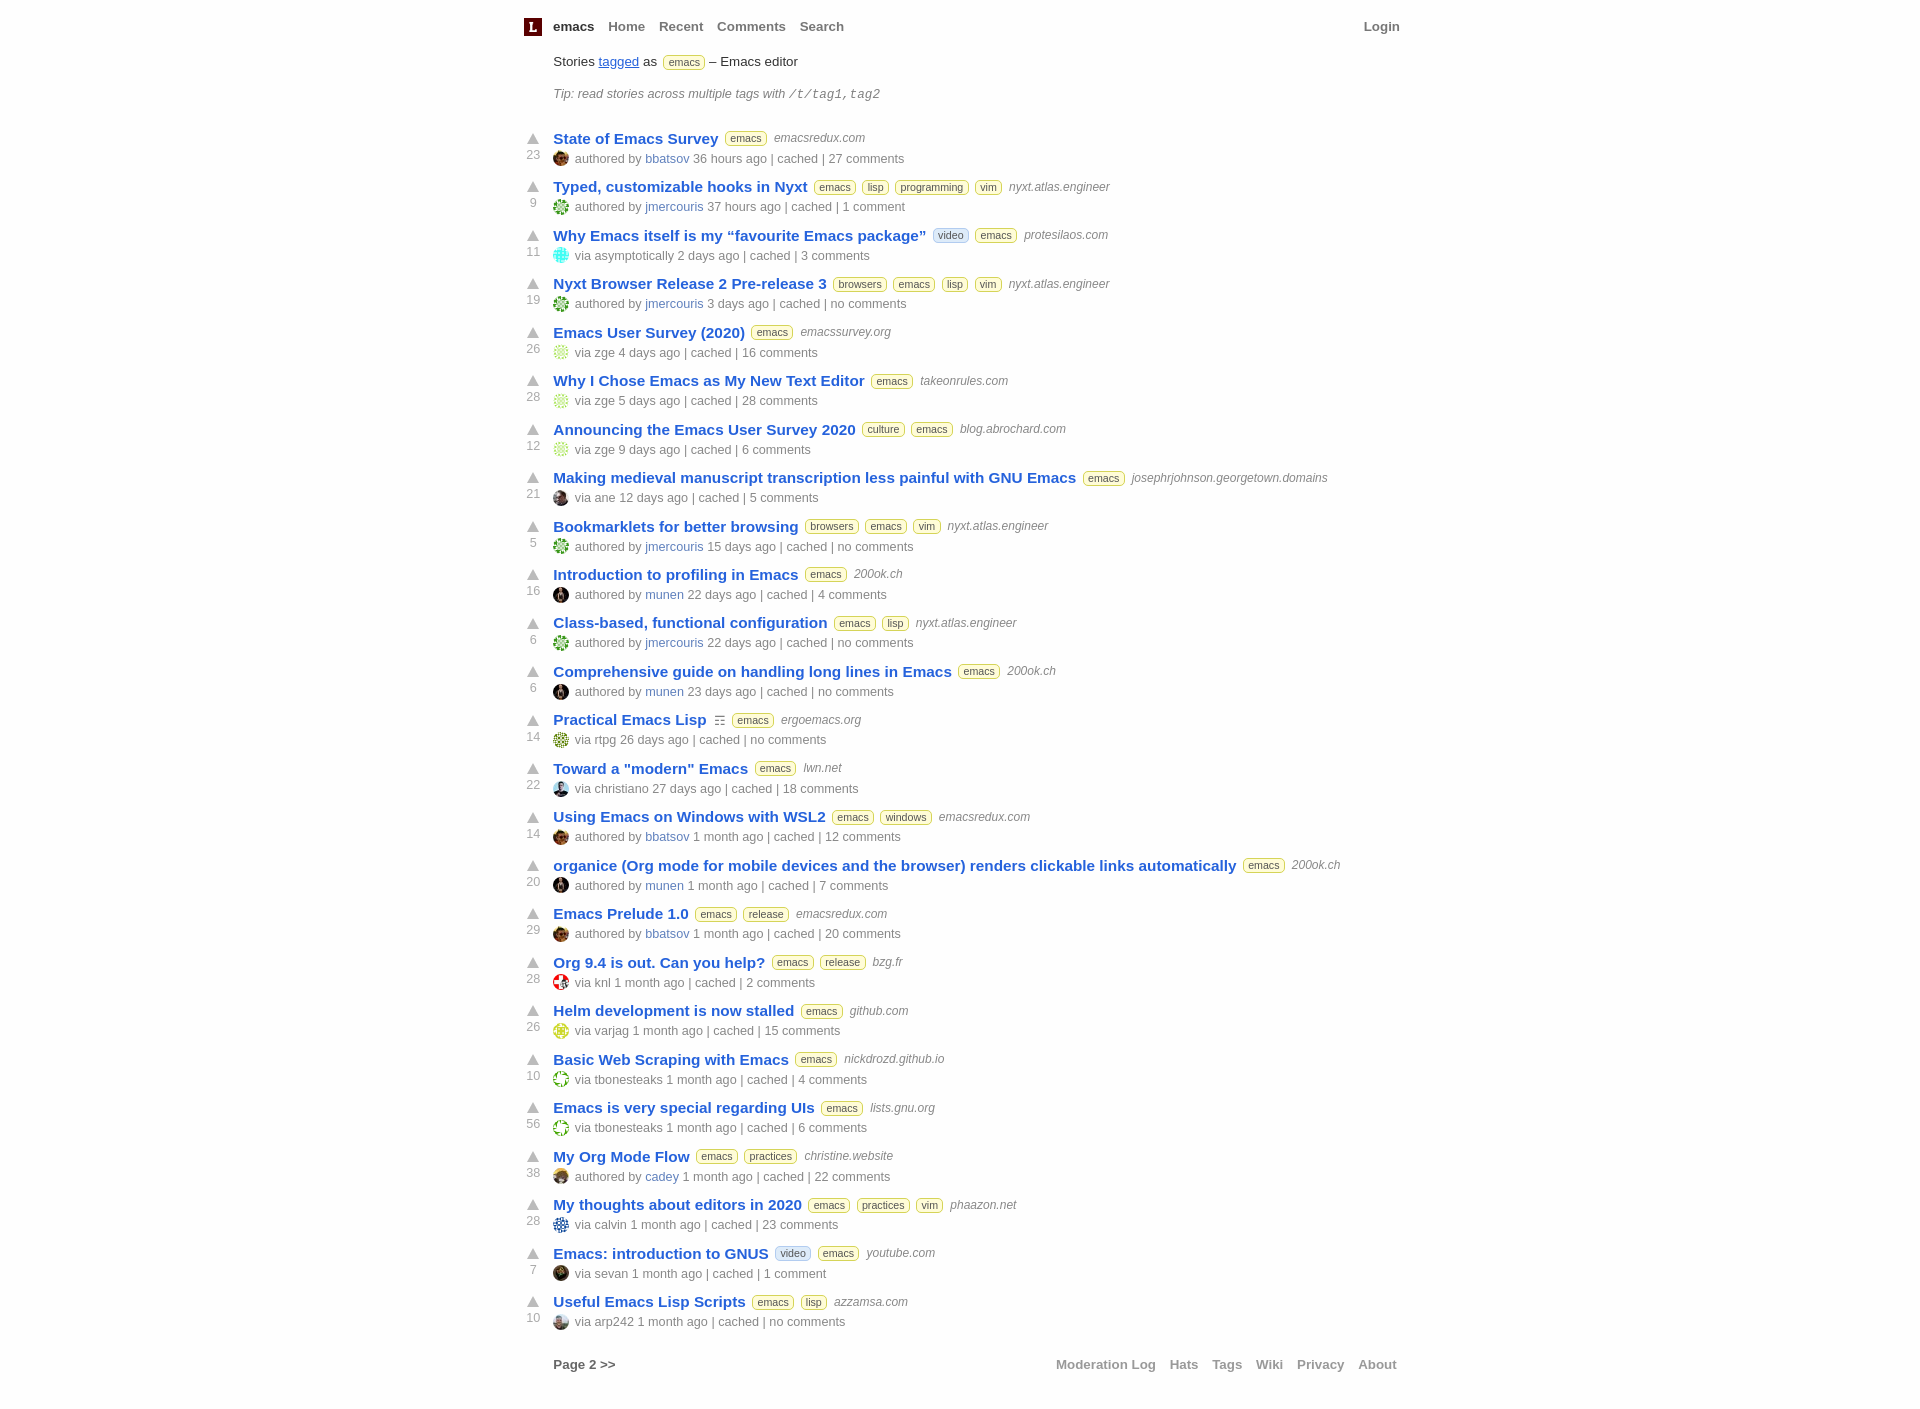 L emacs Home Recent Comments Search Login
Stories tagged as emacs – Emacs editor
Tip: read stories across multiple tags with /t/tag1,tag2
State of Emacs Survey emacs emacsredux.com
23 authored by bbatsov 36 hours ago | cached | 27 comments
Typed, customizable hooks in Nyxt emacs lisp programming vim nyxt.atlas.engineer
9 authored by jmercouris 37 hours ago | cached | 1 comment
Why Emacs itself is my “favourite Emacs package” video emacs protesilaos.com
11 via asymptotically 2 days ago | cached | 3 comments
Nyxt Browser Release 2 Pre-release 3 browsers emacs lisp vim nyxt.atlas.engineer
19 authored by jmercouris 3 days ago | cached | no comments
Emacs User Survey (2020) emacs emacssurvey.org
26 via zge 4 days ago | cached | 16 comments
Why I Chose Emacs as My New Text Editor emacs takeonrules.com
28 via zge 5 days ago | cached | 28 comments
Announcing the Emacs User Survey 2020 culture emacs blog.abrochard.com
12 via zge 9 days ago | cached | 6 comments
Making medieval manuscript transcription less painful with GNU Emacs emacs josephrjohnson.georgetown.domains
21 via ane 12 days ago | cached | 5 comments
Bookmarklets for better browsing browsers emacs vim nyxt.atlas.engineer
5 authored by jmercouris 15 days ago | cached | no comments
Introduction to profiling in Emacs emacs 200ok.ch
16 authored by munen 22 days ago | cached | 4 comments
Class-based, functional configuration emacs lisp nyxt.atlas.engineer
6 authored by jmercouris 22 days ago | cached | no comments
Comprehensive guide on handling long lines in Emacs emacs 200ok.ch
6 authored by munen 23 days ago | cached | no comments
Practical Emacs Lisp ☶ emacs ergoemacs.org
14 via rtpg 26 days ago | cached | no comments
Toward a "modern" Emacs emacs lwn.net
22 via christiano 27 days ago | cached | 18 comments
Using Emacs on Windows with WSL2 emacs windows emacsredux.com
14 authored by bbatsov 1 month ago | cached | 12 comments
organice (Org mode for mobile devices and the browser) renders clickable links automatically emacs 200ok.ch
20 authored by munen 1 month ago | cached | 7 comments
Emacs Prelude 1.0 emacs release emacsredux.com
29 authored by bbatsov 1 month ago | cached | 20 comments
Org 9.4 is out. Can you help? emacs release bzg.fr
28 via knl 1 month ago | cached | 2 comments
Helm development is now stalled emacs github.com
26 via varjag 1 month ago | cached | 15 comments
Basic Web Scraping with Emacs emacs nickdrozd.github.io
10 via tbonesteaks 1 month ago | cached | 4 comments
Emacs is very special regarding UIs emacs lists.gnu.org
56 via tbonesteaks 1 month ago | cached | 6 comments
My Org Mode Flow emacs practices christine.website
38 authored by cadey 1 month ago | cached | 22 comments
My thoughts about editors in 2020 emacs practices vim phaazon.net
28 via calvin 1 month ago | cached | 23 comments
Emacs: introduction to GNUS video emacs youtube.com
7 via sevan 1 month ago | cached | 1 comment
Useful Emacs Lisp Scripts emacs lisp azzamsa.com
10 via arp242 1 month ago | cached | no comments
Page 2 >> Moderation Log Hats Tags Wiki Privacy About